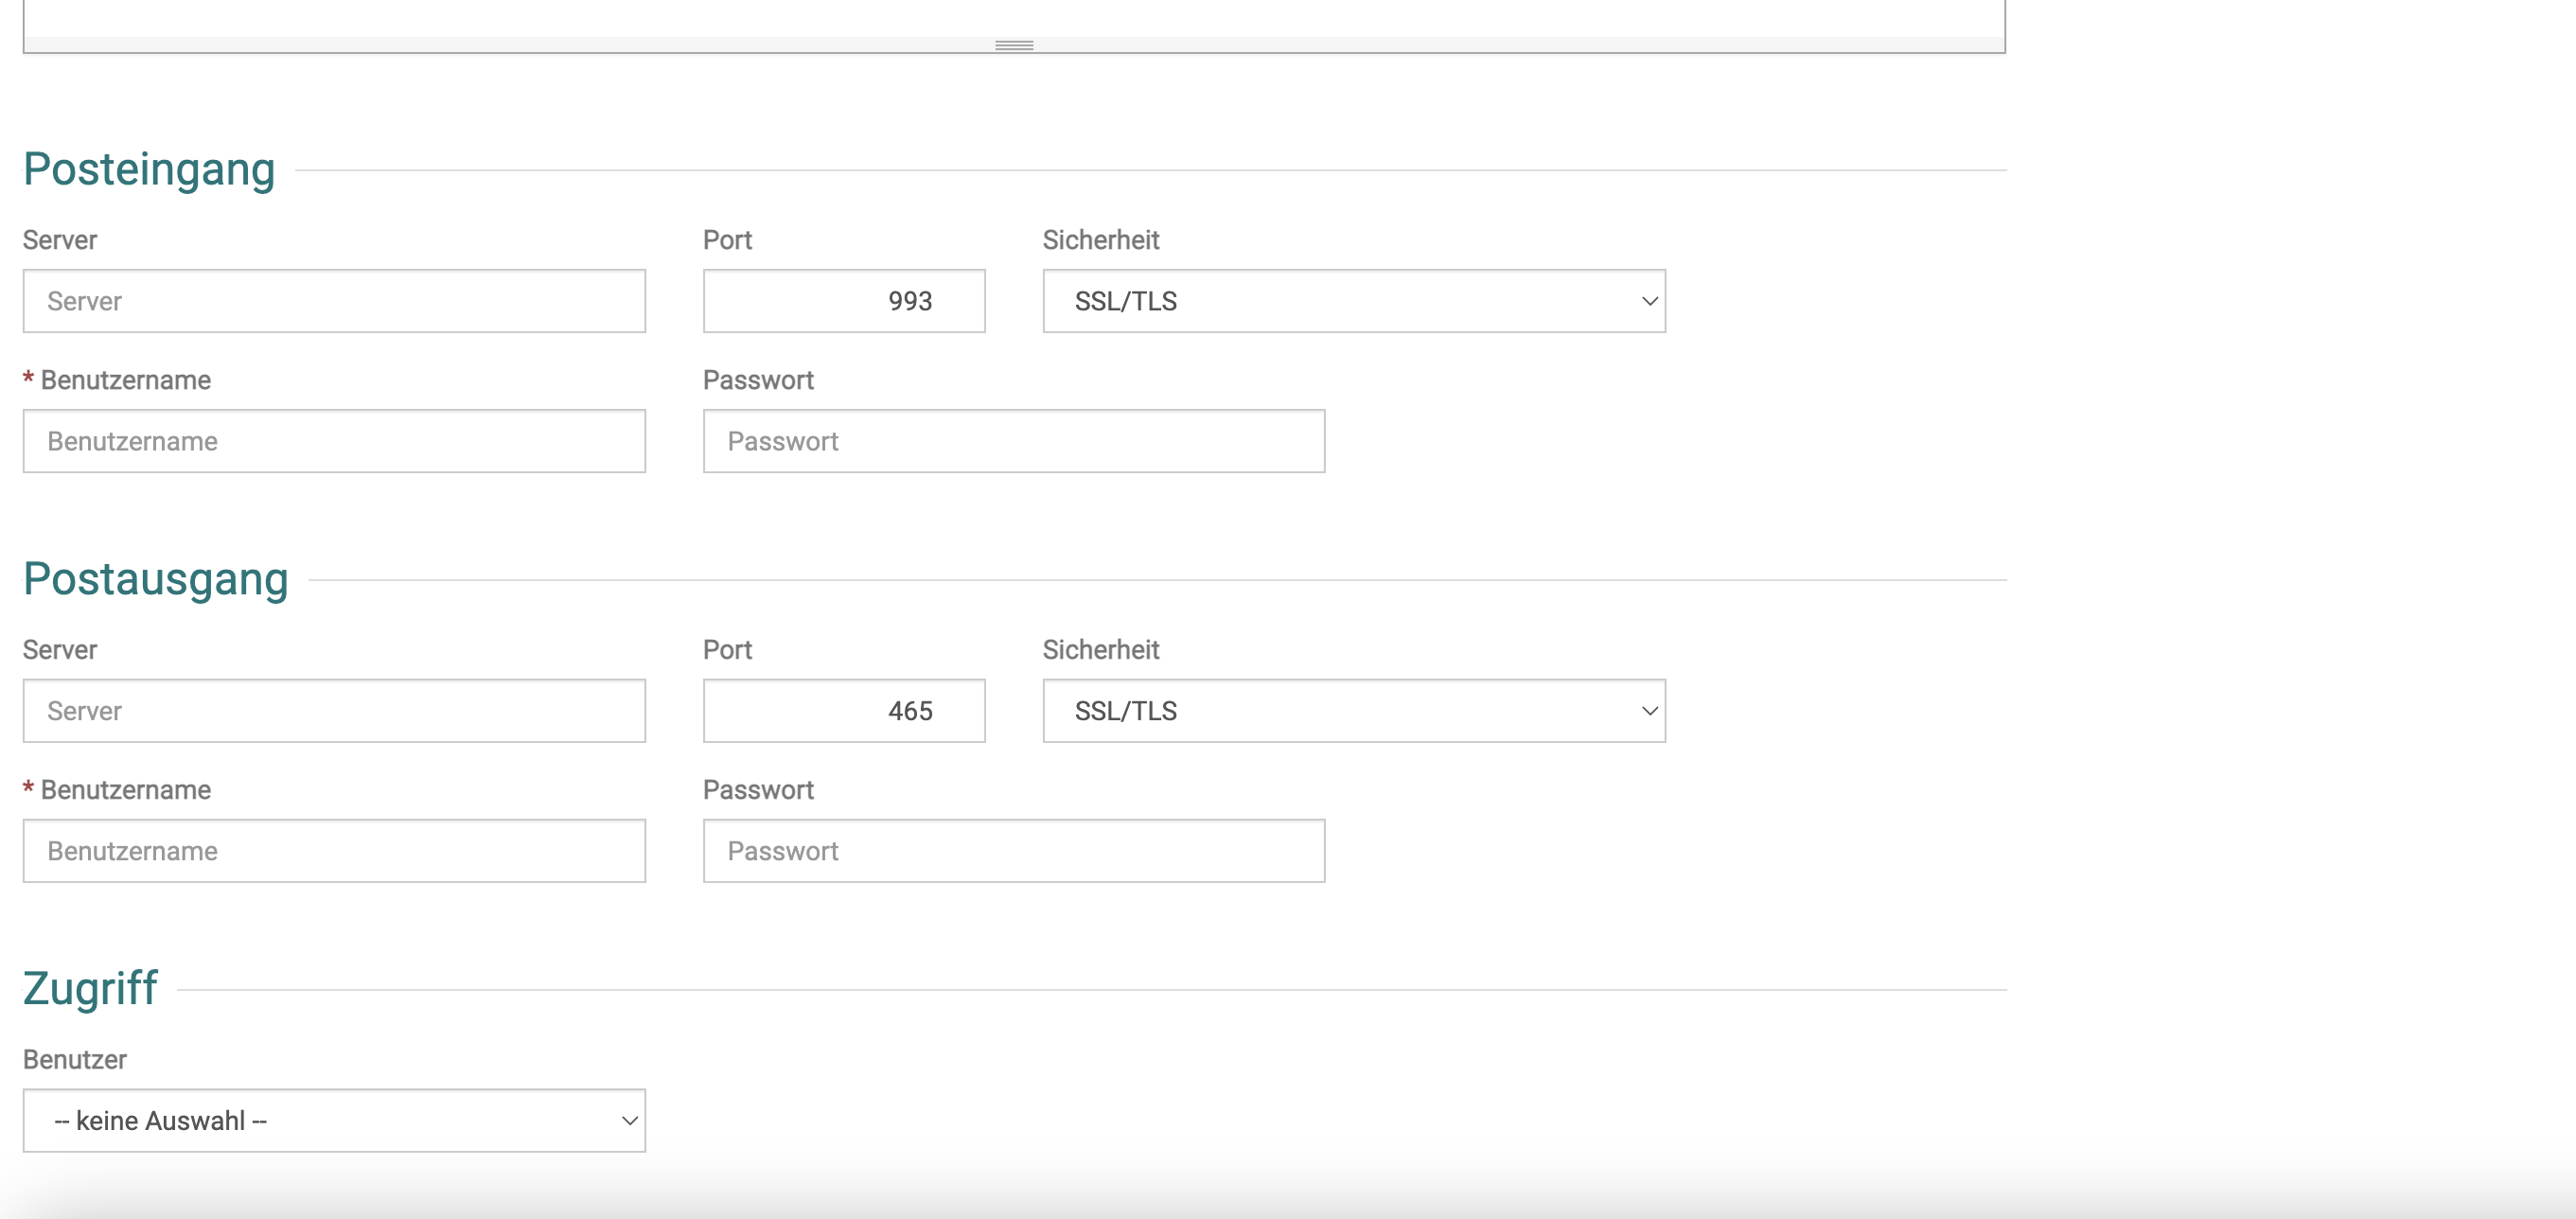 Posteingang
Server Port Sicherheit
Server 993 SSL/TLS
* Benutzername Passwort
Benutzername Passwort
Postausgang
Server Port Sicherheit
Server 465 SSL/TLS
* Benutzername Passwort
Benutzername Passwort
Zugriff
Benutzer
-- keine Auswahl --